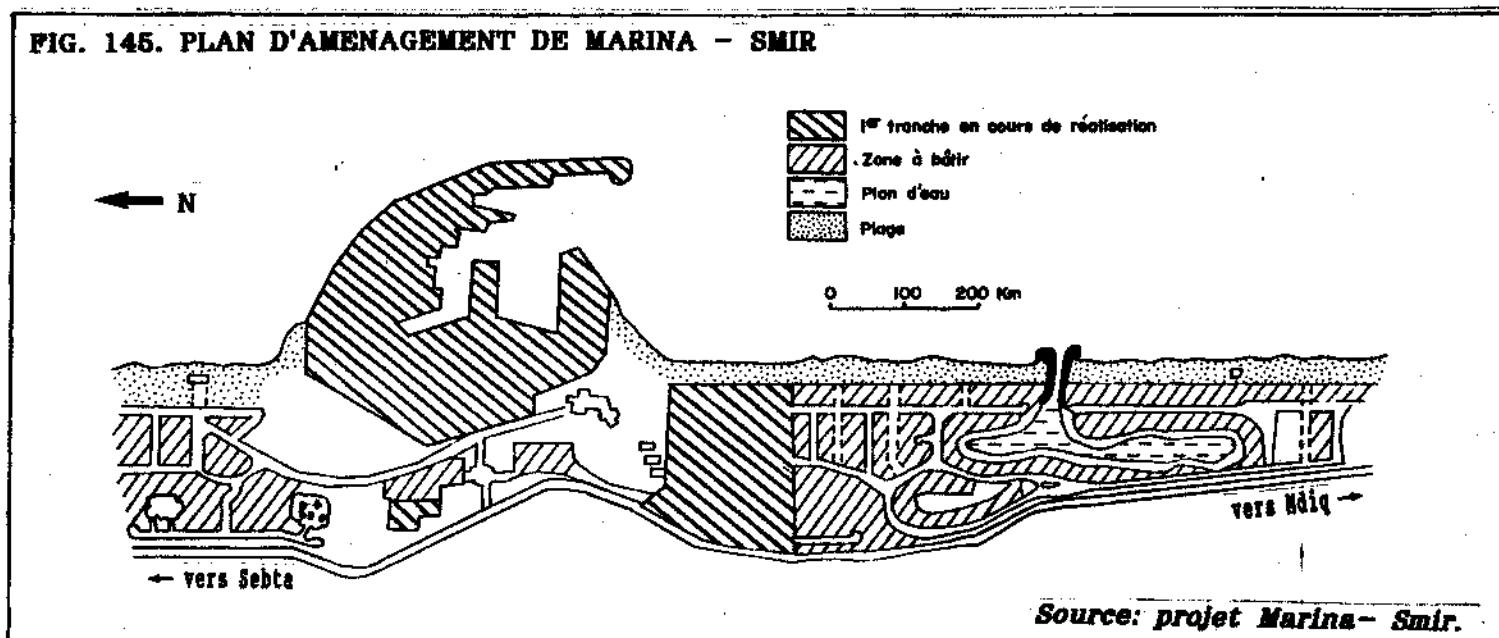 FIG. 145. PLAN D'AMENAGEMENT DE MARINA - SMIR
1er tranche en cours de réalisation
Zone à bâtir
Plan d'eau
Plage
N
0 100 200 Km
vers Mdiq →
← vers Sebta
Source: projet Marina- Smir.